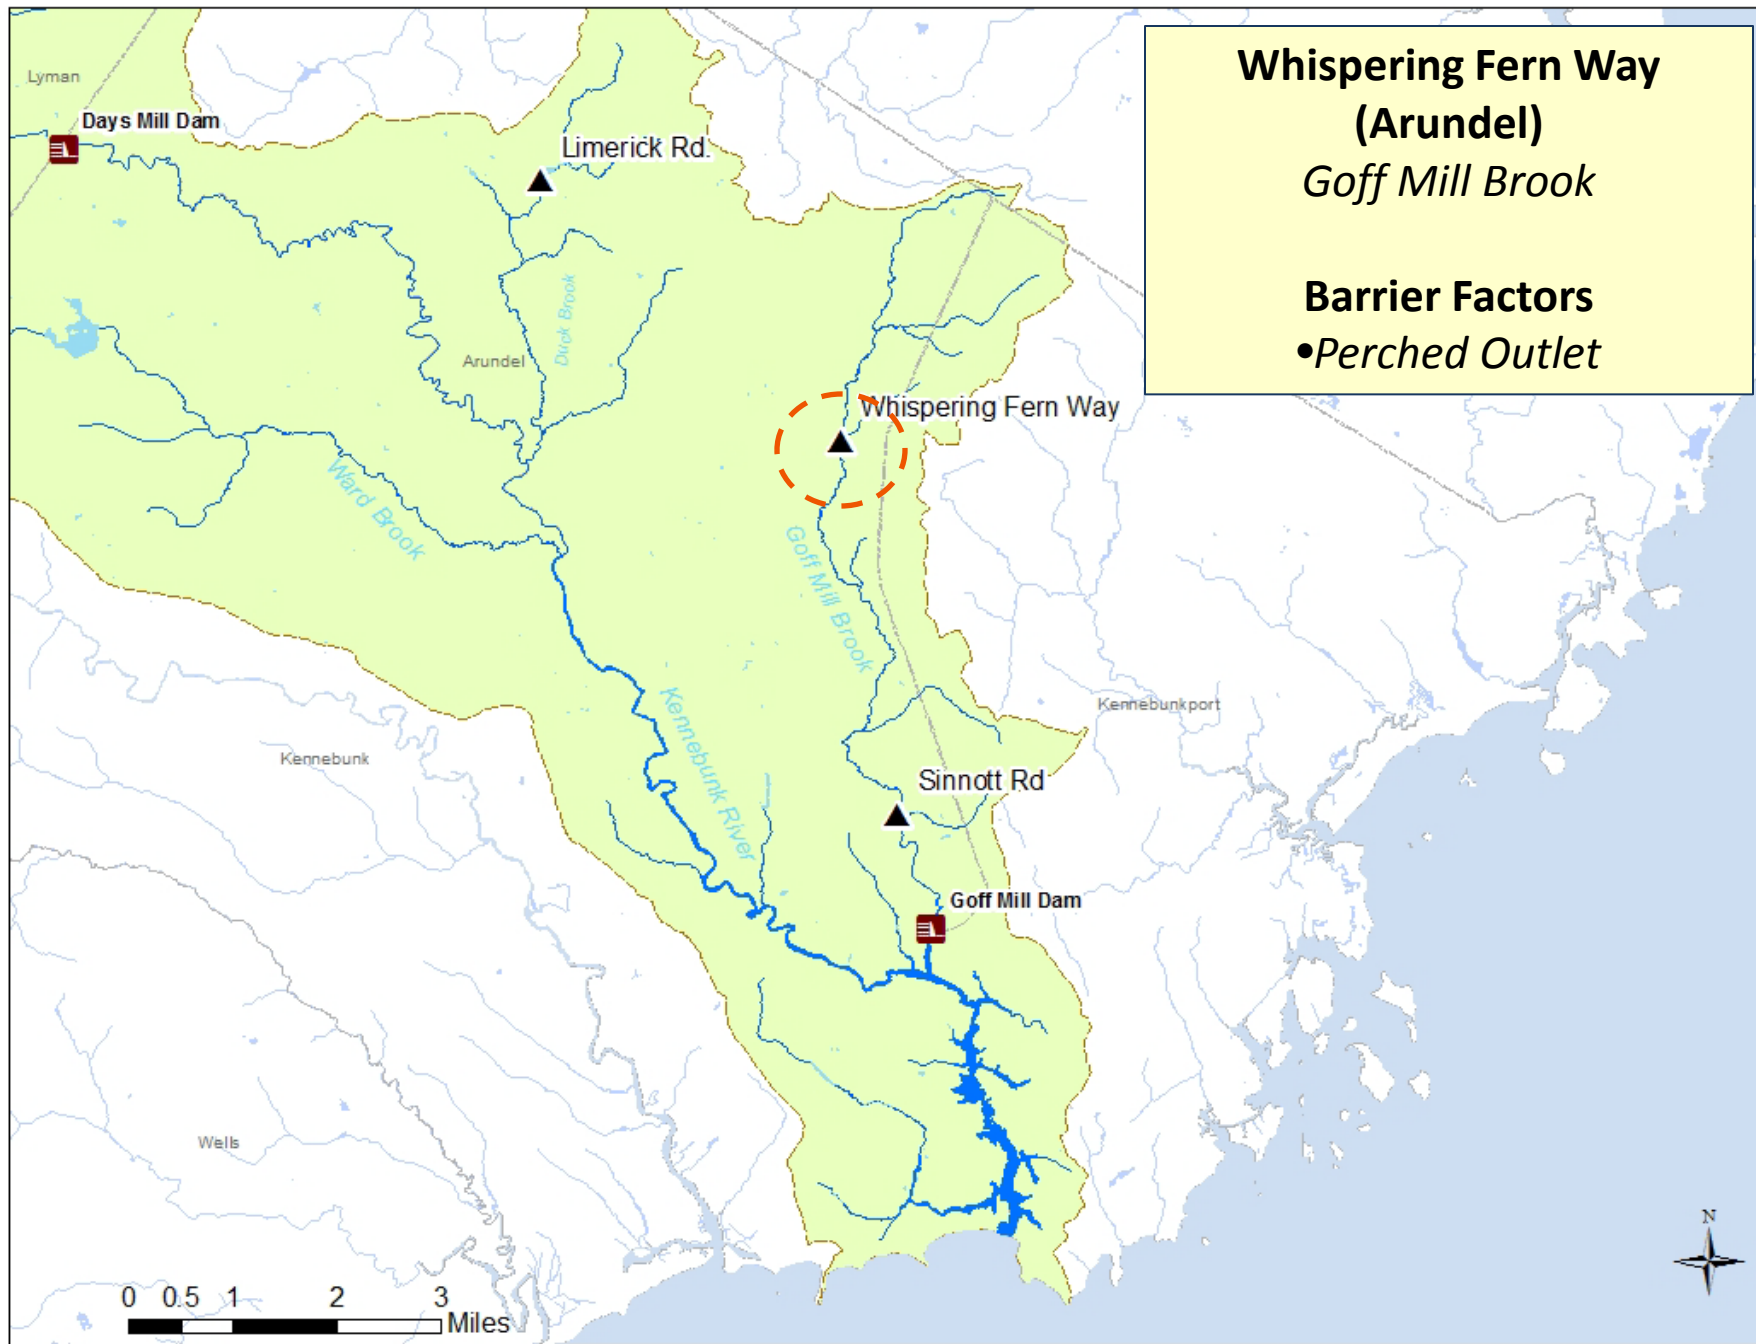 Whispering Fern Way
(Arundel)
Goff Mill Brook
Barrier Factors
•Perched Outlet
Lyman
Days Mill Dam
Limerick Rd.
Duck Brook
Arundel
Whispering Fern Way
Ward Brook
Goff Mill Brook
Kennebunk River
Kennebunkport
Kennebunk
Sinnott Rd
Goff Mill Dam
Wells
N
0 0.5 1 2 3
Miles